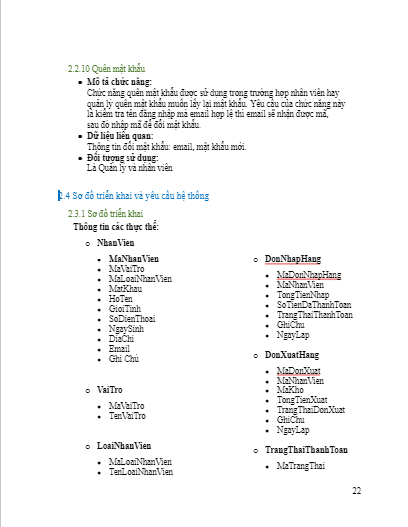 2.2.10 Quên mật khẩu
• Mô tả chức năng:
Chức năng quên mật khẩu được sử dụng trong trường hợp nhân viên hay
quản lý quên mật khẩu muốn lấy lại mật khẩu. Yêu cầu của chức năng này
là kiểm tra tên đăng nhập mà email hợp lệ thì email sẽ nhận được mã,
sau đó nhập mã để đổi mật khẩu.
• Dữ liệu liên quan:
Thông tin đổi mật khẩu: email, mật khẩu mới.
• Đối tượng sử dụng:
Là Quản lý và nhân viên
2.4 Sơ đồ triển khai và yêu cầu hệ thống
2.3.1 Sơ đồ triển khai
Thông tin các thực thể:
o NhanVien
• MaNhanVien
• MaVaiTro
• MaLoaiNhanVien
• MatKhau
• HoTen
• GioiTinh
• SoDienThoai
• NgaySinh
• DiaChi
• Email
• Ghi Chú
o VaiTro
• MaVaiTro
• TenVaiTro
o LoaiNhanVien
• MaLoaiNhanVien
• TenLoaiNhanVien
o DonNhapHang
• MaDonNhapHang
• MaNhanVien
• TongTienNhap
• SoTienDaThanhToan
• TrangThaiThanhToan
• GhiChu
• NgayLap
o DonXuatHang
• MaDonXuat
• MaNhanVien
• MaKho
• TongTienXuat
• TrangThaiDonXuat
• GhiChu
• NgayLap
o TrangThaiThanhToan
• MaTrangThai
22